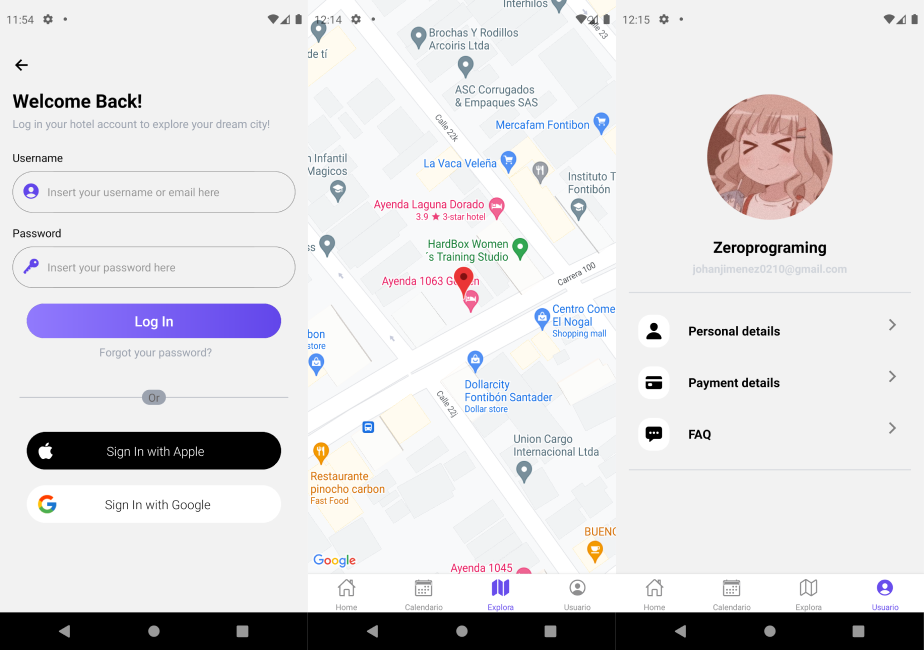 11:54
Welcome Back!
Log in your hotel account to explore your dream city!
Username
Insert your username or email here
Password
Insert your password here
Log In
Forgot your password?
Or
Sign In with Apple
Sign In with Google
12:14
Interhilos
Calle 23
de tí
Brochas Y Rodillos
Arcoiris Ltda
ASC Corrugados
& Empaques SAS
Calle 22k
Mercafam Fontibón
n Infantil
Magicos
La Vaca Veleña
Instituto T
Fontibón
Ayenda Laguna Dorado
3.9 ★ 3-star hotel
ss
HardBox Women
´s Training Studio
Carrera 100
Ayenda 1063 G
en
Centro Come
El Nogal
Shopping mall
bon
store
Dollarcity
Fontibón Santader
Dollar store
Calle 22j
Union Cargo
Internacional Ltda
Restaurante
pinocho carbon
Fast Food
BUENO
Google
Ayenda 1045
Home
Calendario
Explora
Usuario
12:15
Zeroprograming
johanjimenez0210@gmail.com
Personal details
Payment details
FAQ
Home
Calendario
Explora
Usuario